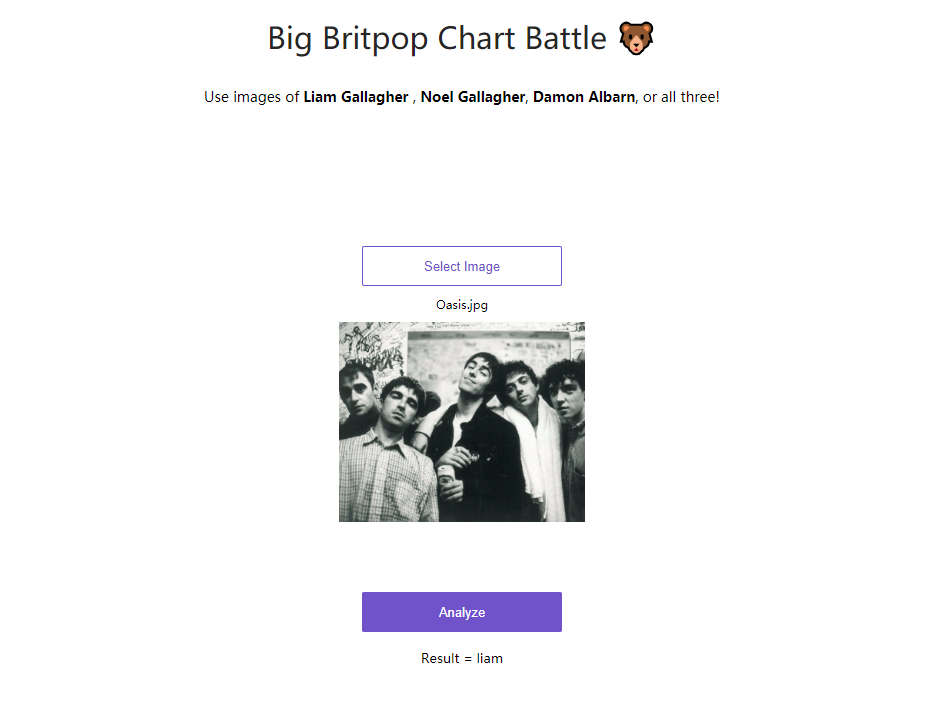 Big Britpop Chart Battle 🐻
Use images of Liam Gallagher , Noel Gallagher, Damon Albarn, or all three!
Select Image
Oasis.jpg
Analyze
Result = liam